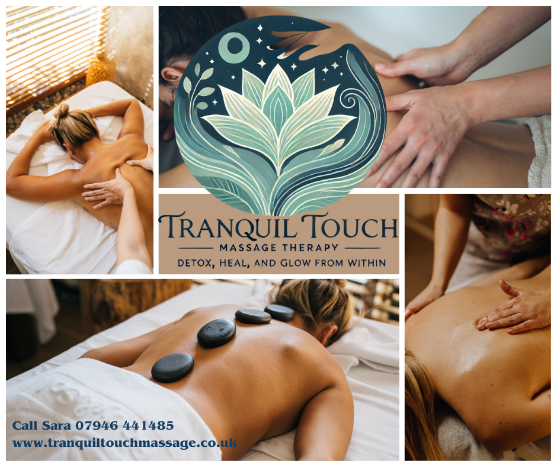 TRANQUIL TOUCH
MASSAGE THERAPY
DETOX, HEAL, AND GLOW FROM WITHIN
Call Sara 07946 441485
www.tranquiltouchmassage.co.uk